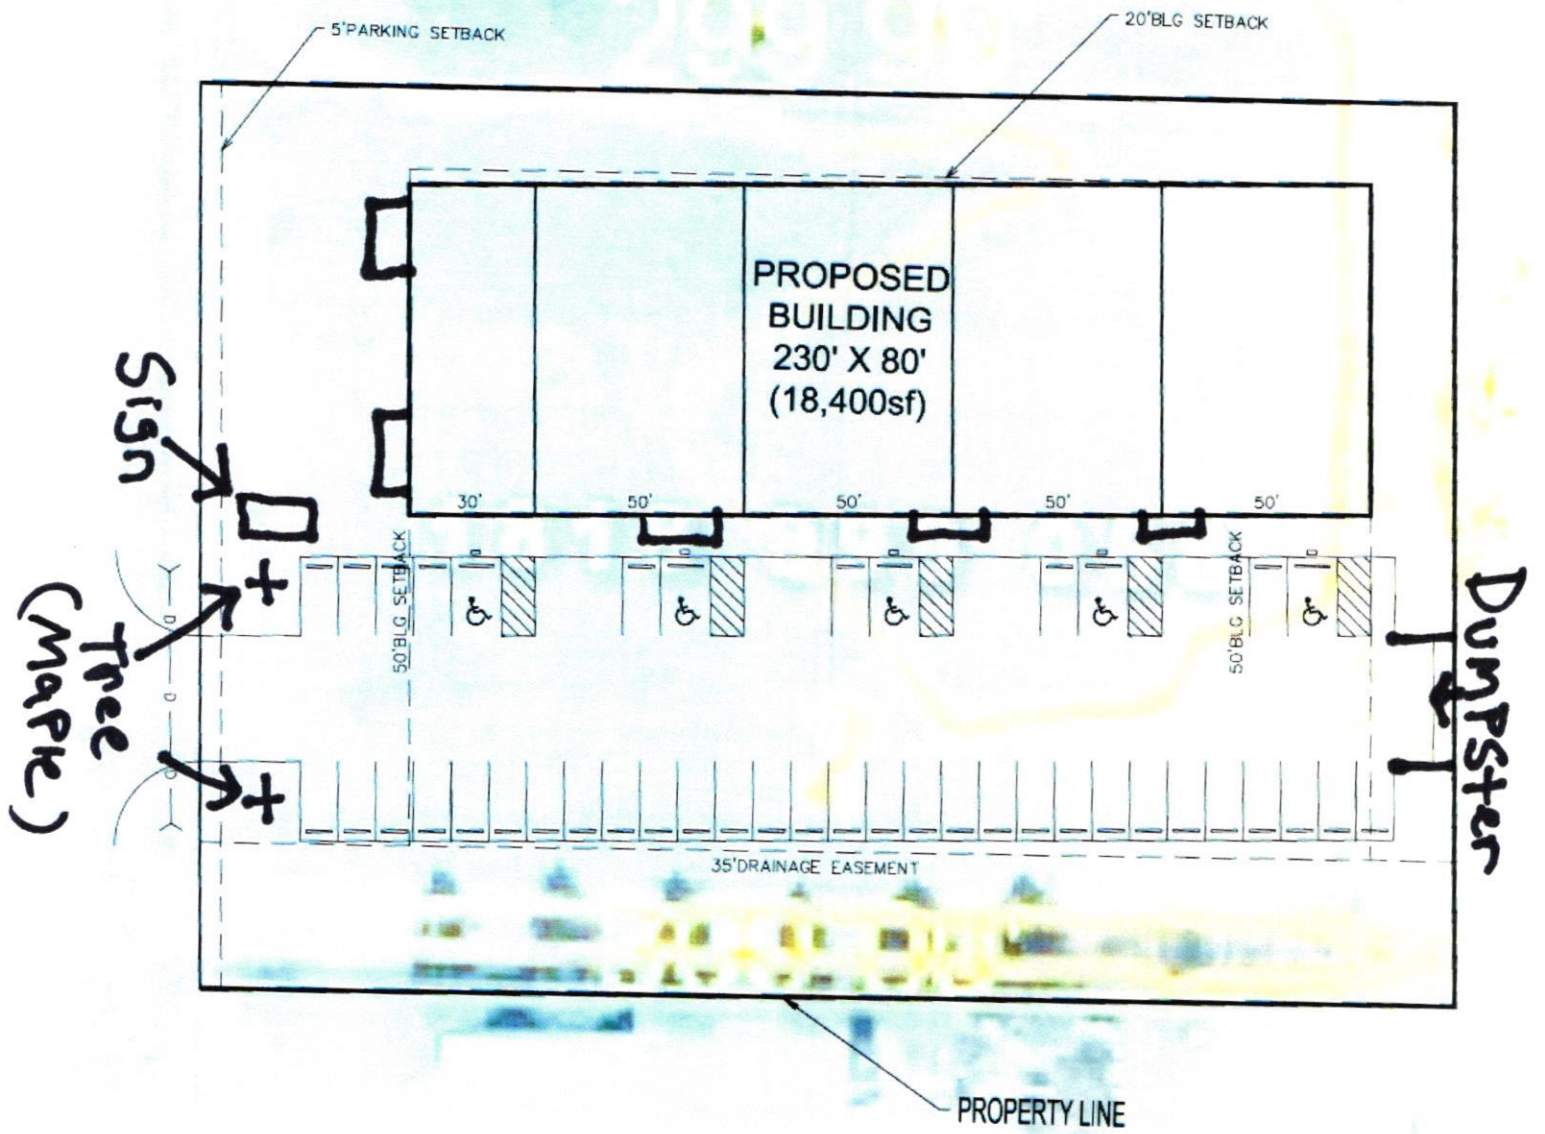 5'PARKING SETBACK
20'BLG SETBACK
PROPOSED
BUILDING
230' X 80'
(18,400sf)
30'
50'
50'
50'
50'
Sign
50'BLG SETBACK
50'BLG SETBACK
Tree
(Maple)
Dumpster
35'DRAINAGE EASEMENT
PROPERTY LINE